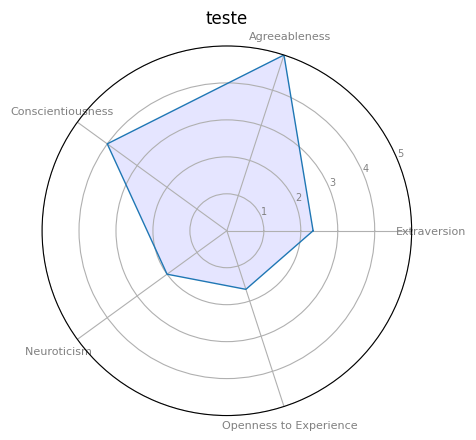 teste
Agreeableness
Conscientiousness
5
4
3
2
1
Extraversion
Neuroticism
Openness to Experience